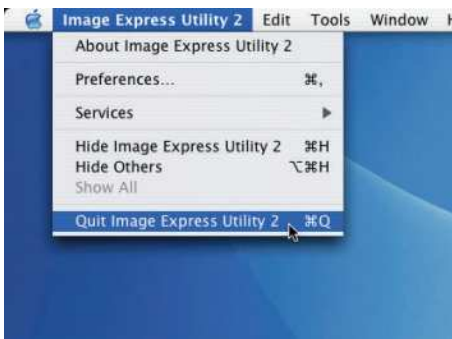 Image Express Utility 2 Edit Tools Window
About Image Express Utility 2
Preferences... ⌘,
Services ▶
Hide Image Express Utility 2 ⌘H
Hide Others ⌥⌘H
Show All
Quit Image Express Utility 2 ⌘Q